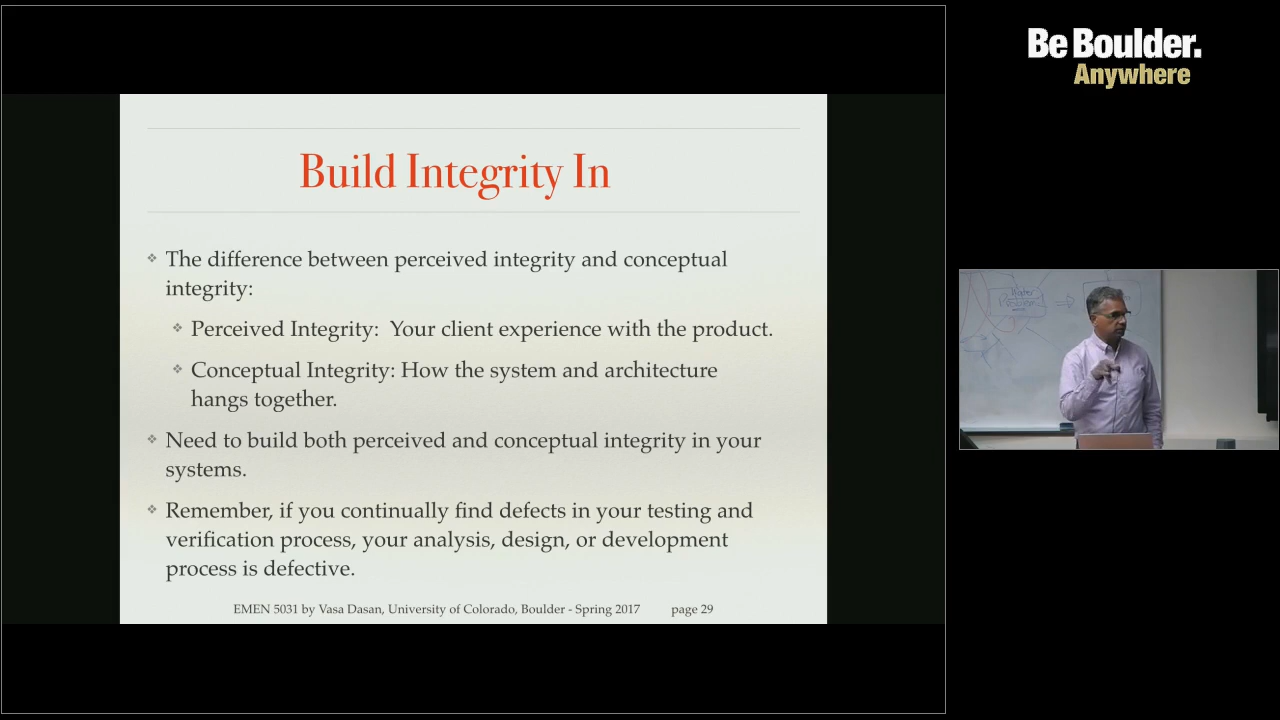 Be Boulder.
Anywhere
Build Integrity In
❖ The difference between perceived integrity and conceptual
integrity:
❖ Perceived Integrity: Your client experience with the product.
❖ Conceptual Integrity: How the system and architecture
hangs together.
❖ Need to build both perceived and conceptual integrity in your
systems.
❖ Remember, if you continually find defects in your testing and
verification process, your analysis, design, or development
process is defective.
EMEN 5031 by Vasa Dasan, University of Colorado, Boulder - Spring 2017 page 29